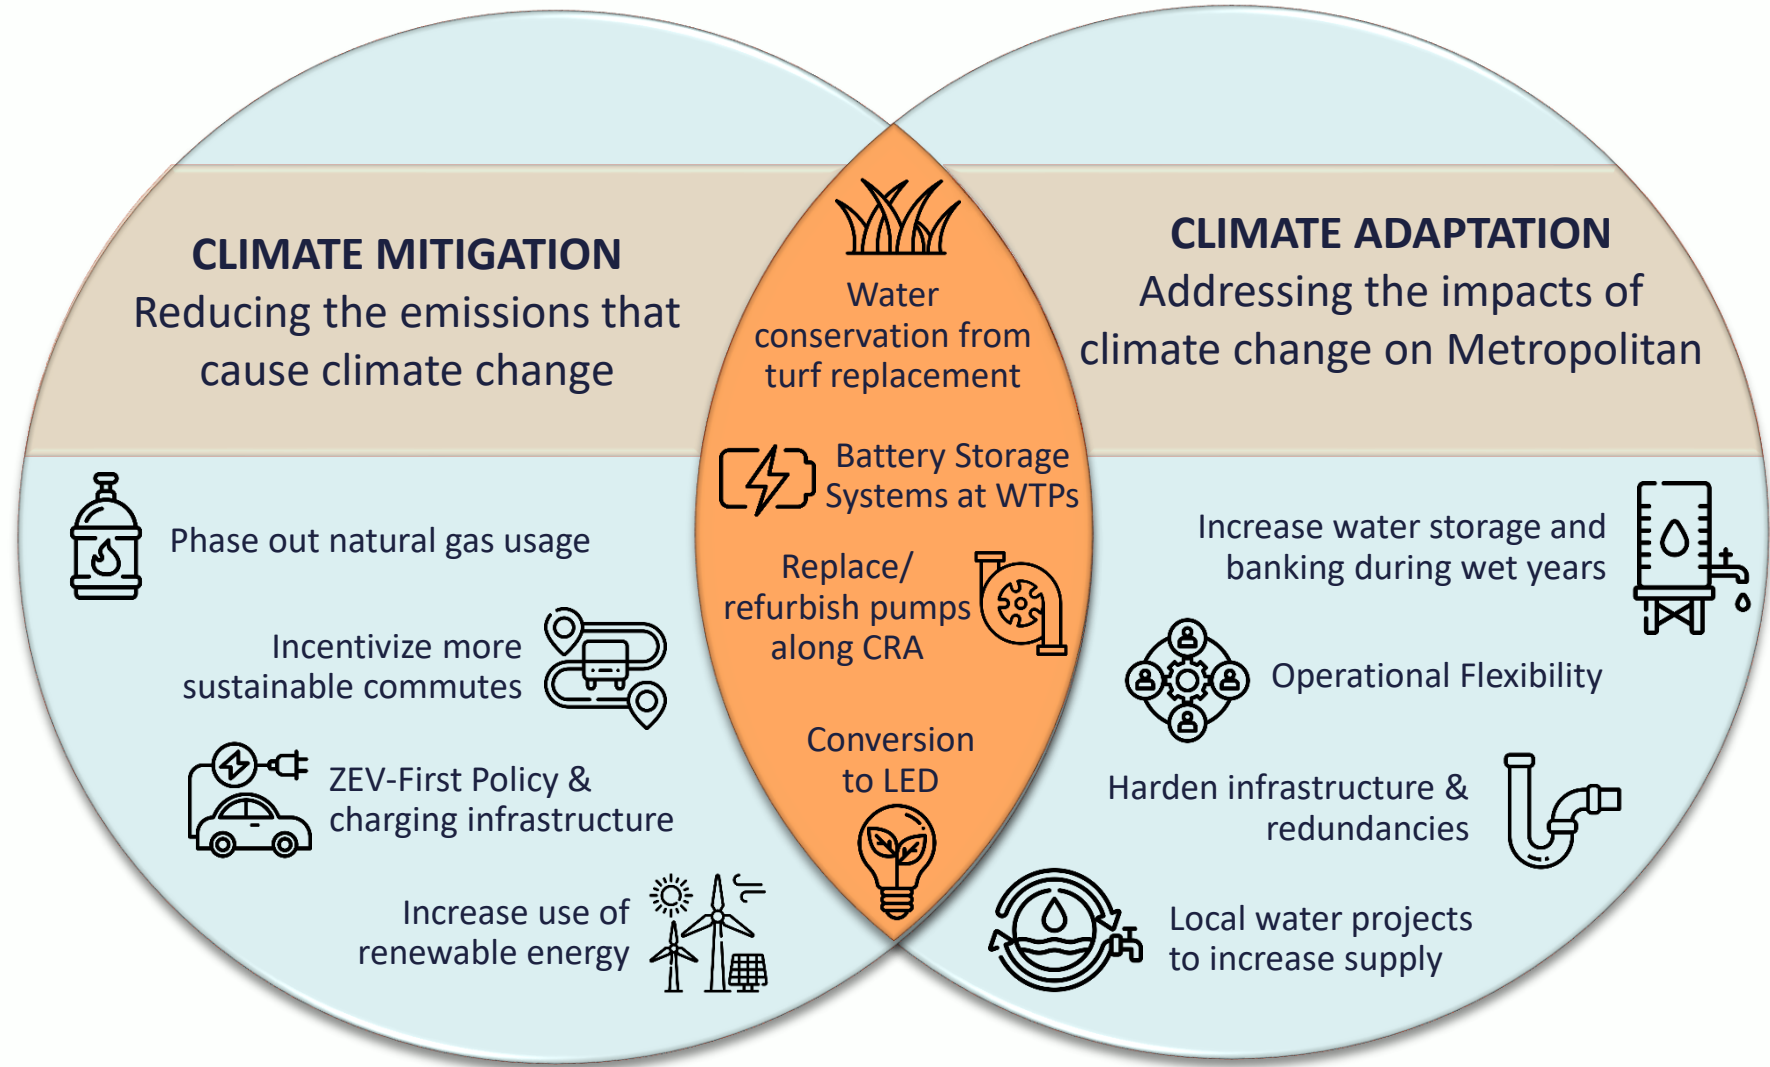 CLIMATE MITIGATION
Reducing the emissions that
cause climate change
Phase out natural gas usage
Incentivize more
sustainable commutes
ZEV-First Policy &
charging infrastructure
Increase use of
renewable energy
Water
conservation from
turf replacement
Battery Storage
Systems at WTPs
Replace/
refurbish pumps
along CRA
Conversion
to LED
CLIMATE ADAPTATION
Addressing the impacts of
climate change on Metropolitan
Increase water storage and
banking during wet years
Operational Flexibility
Harden infrastructure &
redundancies
Local water projects
to increase supply